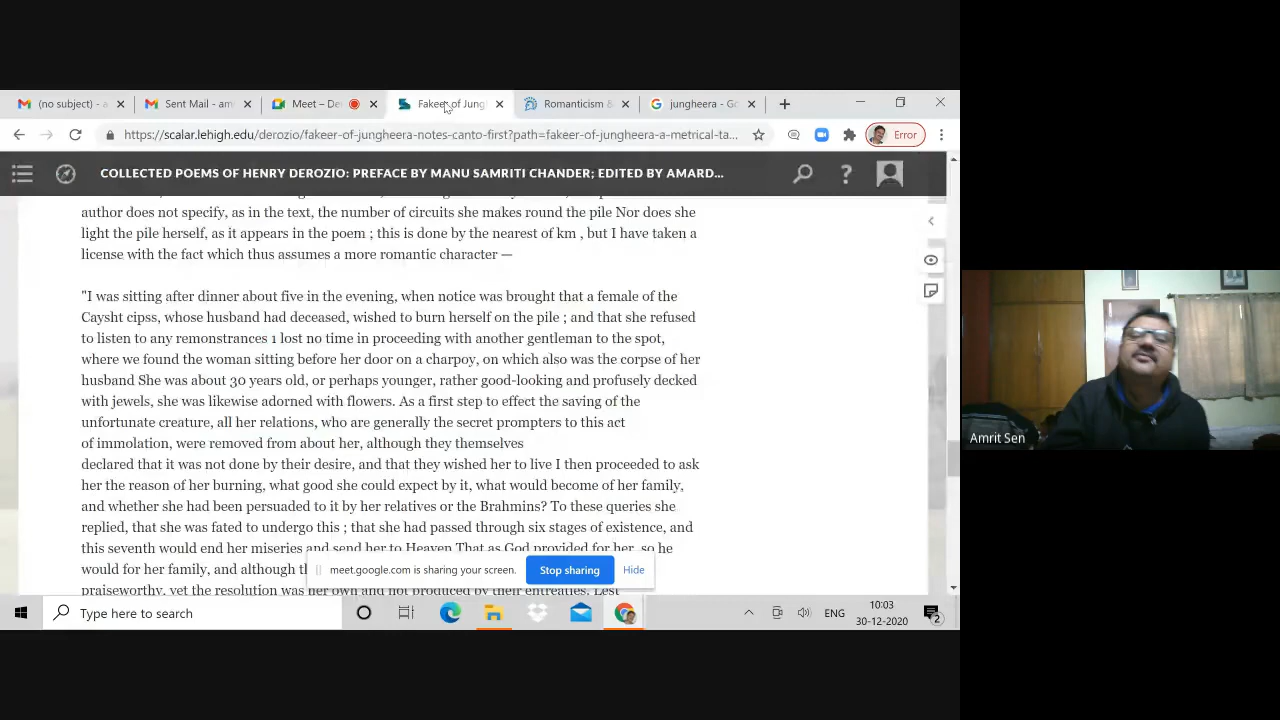 (no subject) - a
Sent Mail - am
Meet – De
Fakeer of Jung
Romanticism &
jungheera - Go
https://scalar.lehigh.edu/derozio/fakeer-of-jungheera-notes-canto-first?path=fakeer-of-jungheera-a-metrical-ta...
Error
COLLECTED POEMS OF HENRY DEROZIO: PREFACE BY MANU SAMRITI CHANDER; EDITED BY AMARD...
author does not specify, as in the text, the number of circuits she makes round the pile Nor does she
light the pile herself, as it appears in the poem ; this is done by the nearest of km , but I have taken a
license with the fact which thus assumes a more romantic character —
"I was sitting after dinner about five in the evening, when notice was brought that a female of the
Caysht cipss, whose husband had deceased, wished to burn herself on the pile ; and that she refused
to listen to any remonstrances 1 lost no time in proceeding with another gentleman to the spot,
where we found the woman sitting before her door on a charpoy, on which also was the corpse of her
husband She was about 30 years old, or perhaps younger, rather good-looking and profusely decked
with jewels, she was likewise adorned with flowers. As a first step to effect the saving of the
unfortunate creature, all her relations, who are generally the secret prompters to this act
of immolation, were removed from about her, although they themselves
declared that it was not done by their desire, and that they wished her to live I then proceeded to ask
her the reason of her burning, what good she could expect by it, what would become of her family,
and whether she had been persuaded to it by her relatives or the Brahmins? To these queries she
replied, that she was fated to undergo this ; that she had passed through six stages of existence, and
this seventh would end her miseries and send her to Heaven That as God provided for her, so he
would for her family, and although th
praiseworthy, yet the resolution was her own and not produced by their entreaties. Lest
meet.google.com is sharing your screen.
Stop sharing
Hide
Type here to search
ENG
10:03
30-12-2020
2
Amrit Sen